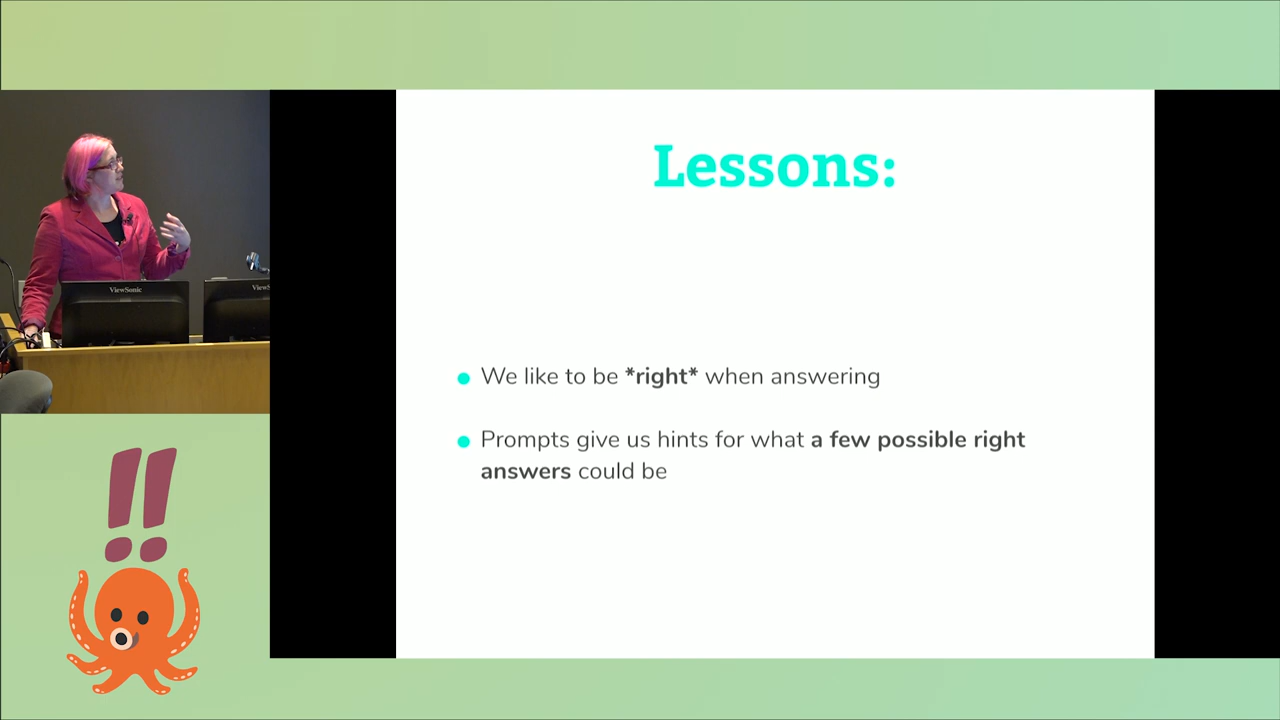 Lessons:
We like to be *right* when answering
Prompts give us hints for what a few possible right
answers could be
ViewSonic
ViewS
!!